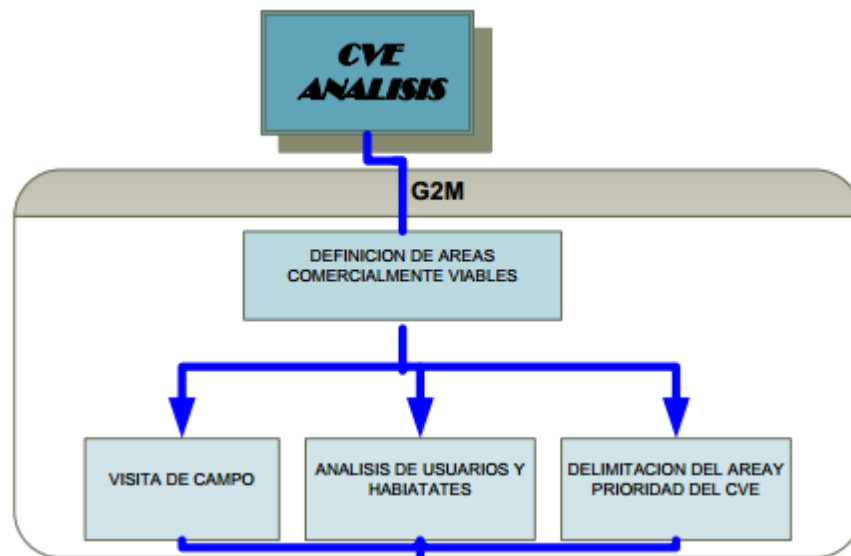 CVE
ANALISIS
G2M
DEFINICION DE AREAS
COMERCIALMENTE VIABLES
VISITA DE CAMPO
ANALISIS DE USUARIOS Y
HABIATATES
DELIMITACION DEL AREAY
PRIORIDAD DEL CVE